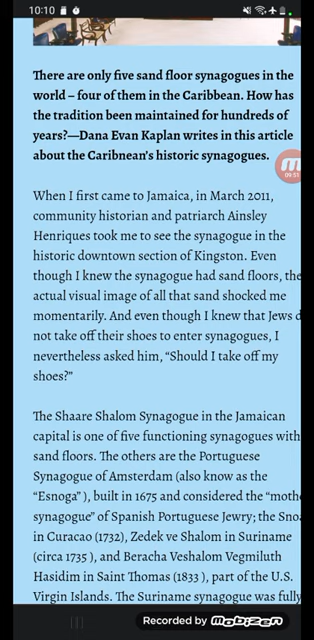 10:10
There are only five sand floor synagogues in the
world – four of them in the Caribbean. How has
the tradition been maintained for hundreds of
years?—Dana Evan Kaplan writes in this article
about the Caribnean's historic synagogues.
09:51
When I first came to Jamaica, in March 2011,
community historian and patriarch Ainsley
Henriques took me to see the synagogue in the
historic downtown section of Kingston. Even
though I knew the synagogue had sand floors, the
actual visual image of all that sand shocked me
momentarily. And even though I knew that Jews d
not take off their shoes to enter synagogues, I
nevertheless asked him, “Should I take off my
shoes?”
The Shaare Shalom Synagogue in the Jamaican
capital is one of five functioning synagogues with
sand floors. The others are the Portuguese
Synagogue of Amsterdam (also know as the
“Esnoga” ), built in 1675 and considered the “moth
synagogue” of Spanish Portuguese Jewry; the Sno
in Curacao (1732), Zedek ve Shalom in Suriname
(circa 1735 ), and Beracha Veshalom Vegmiluth
Hasidim in Saint Thomas (1833 ), part of the U.S.
Virgin Islands. The Suriname synagogue was fully
Recorded by mobizen